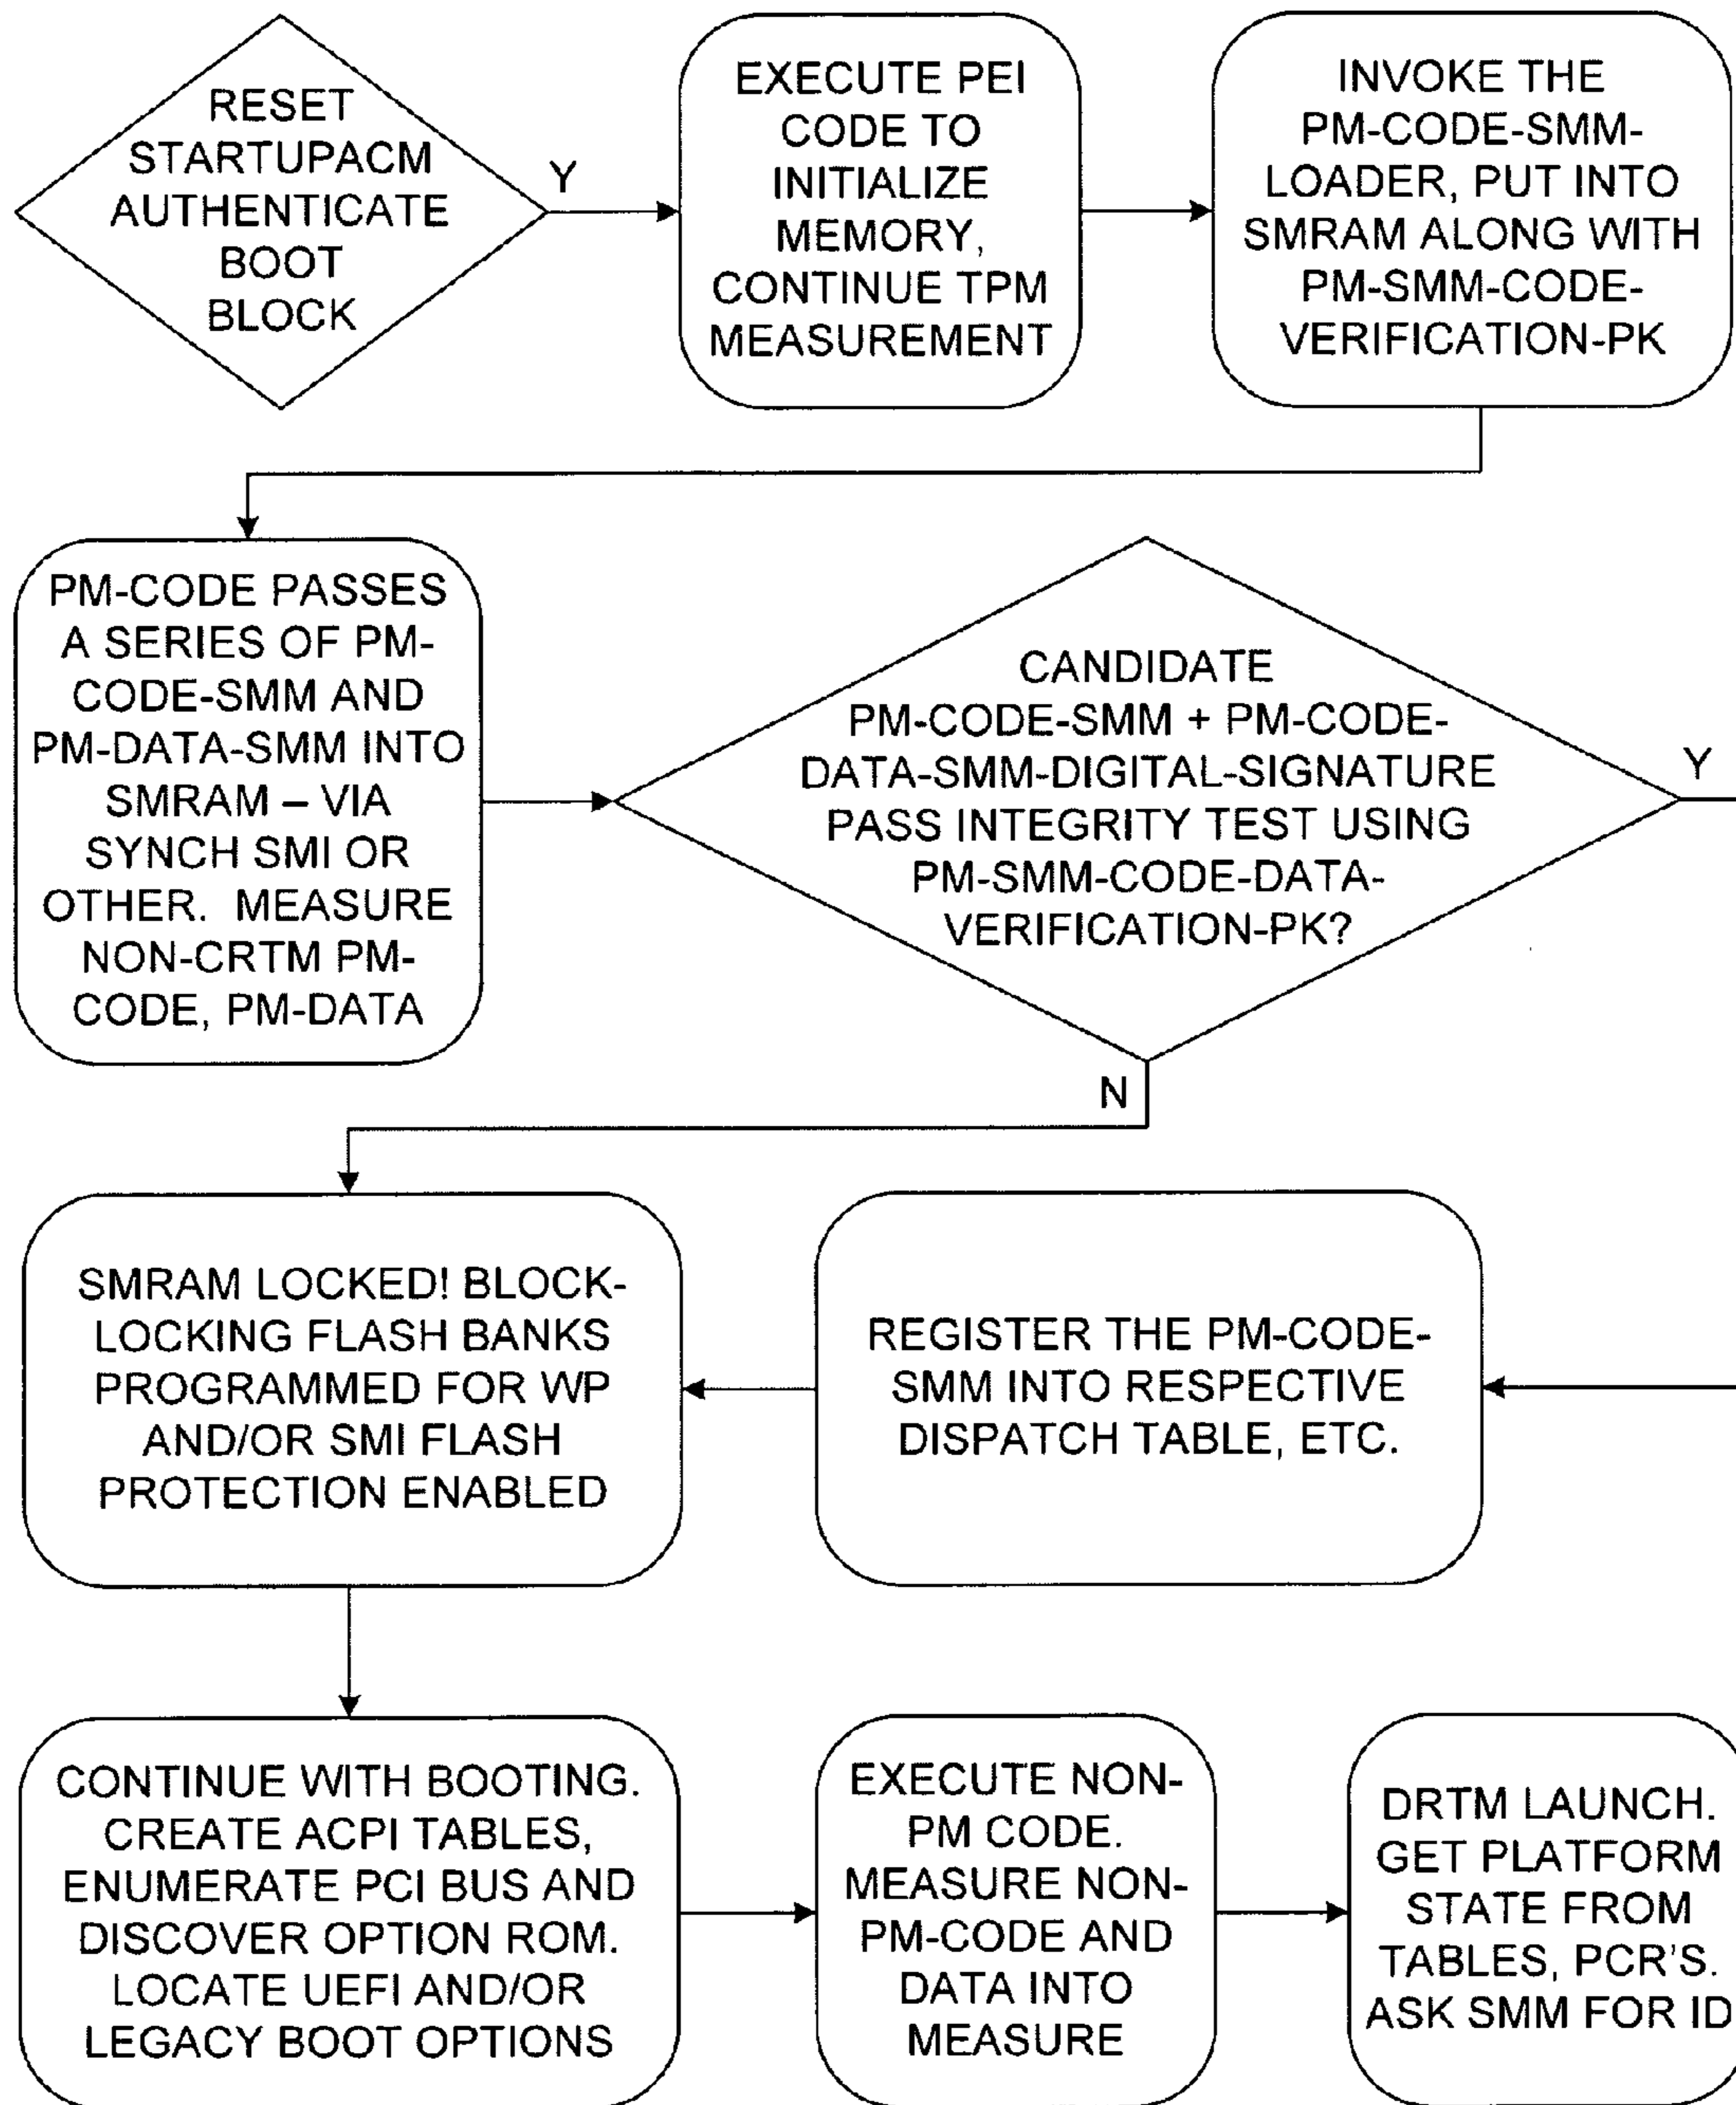 RESET
STARTUPACM
AUTHENTICATE
BOOT
BLOCK
Y
EXECUTE PEI
CODE TO
INITIALIZE
MEMORY,
CONTINUE TPM
MEASUREMENT
INVOKE THE
PM-CODE-SMM-
LOADER, PUT INTO
SMRAM ALONG WITH
PM-SMM-CODE-
VERIFICATION-PK
PM-CODE PASSES
A SERIES OF PM-
CODE-SMM AND
PM-DATA-SMM INTO
SMRAM – VIA
SYNCH SMI OR
OTHER. MEASURE
NON-CRTM PM-
CODE, PM-DATA
CANDIDATE
PM-CODE-SMM + PM-CODE-
DATA-SMM-DIGITAL-SIGNATURE
PASS INTEGRITY TEST USING
PM-SMM-CODE-DATA-
VERIFICATION-PK?
Y
N
SMRAM LOCKED! BLOCK-
LOCKING FLASH BANKS
PROGRAMMED FOR WP
AND/OR SMI FLASH
PROTECTION ENABLED
REGISTER THE PM-CODE-
SMM INTO RESPECTIVE
DISPATCH TABLE, ETC.
CONTINUE WITH BOOTING.
CREATE ACPI TABLES,
ENUMERATE PCI BUS AND
DISCOVER OPTION ROM.
LOCATE UEFI AND/OR
LEGACY BOOT OPTIONS
EXECUTE NON-
PM CODE.
MEASURE NON-
PM-CODE AND
DATA INTO
MEASURE
DRTM LAUNCH.
GET PLATFORM
STATE FROM
TABLES, PCR'S.
ASK SMM FOR ID